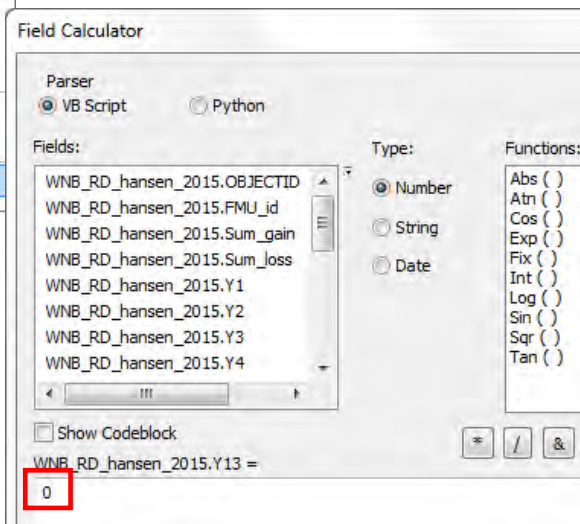 Field Calculator
Parser
VB Script
Python
Fields:
WNB_RD_hansen_2015.OBJECTID
WNB_RD_hansen_2015.FMU_id
WNB_RD_hansen_2015.Sum_gain
WNB_RD_hansen_2015.Sum_loss
WNB_RD_hansen_2015.Y1
WNB_RD_hansen_2015.Y2
WNB_RD_hansen_2015.Y3
WNB_RD_hansen_2015.Y4
Type:
Number
String
Date
Functions:
Abs ( )
Atn ( )
Cos ( )
Exp ( )
Fix ( )
Int ( )
Log ( )
Sin ( )
Sqr ( )
Tan ( )
Show Codeblock
* / &
WNB_RD_hansen_2015.Y13 =
0